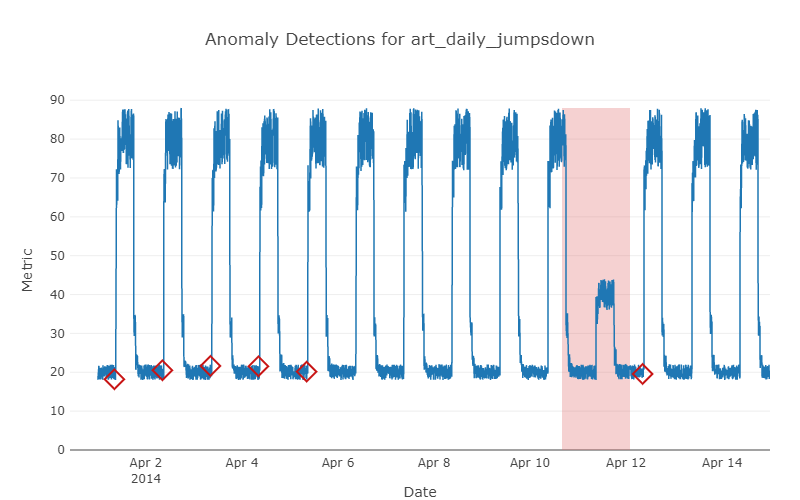 Anomaly Detections for art_daily_jumpsdown
90
80
70
60
50
40
30
20
10
0
Metric
Apr 2
2014
Apr 4
Apr 6
Apr 8
Apr 10
Apr 12
Apr 14
Date